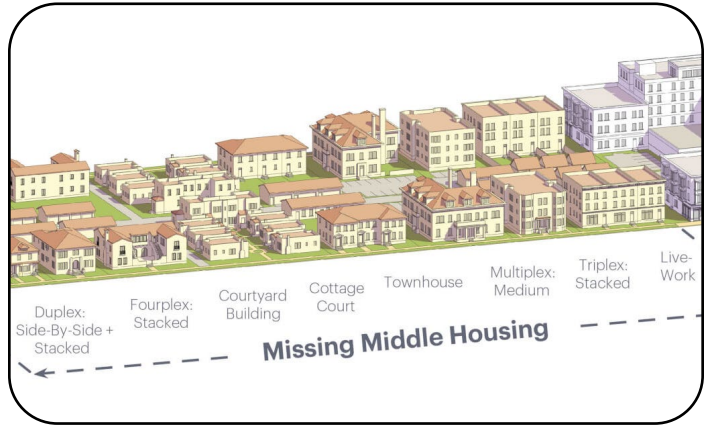 Duplex:
Side-By-Side +
Stacked
Fourplex:
Stacked
Courtyard
Building
Cottage
Court
Townhouse
Multiplex:
Medium
Triplex:
Stacked
Live-
Work
Missing Middle Housing